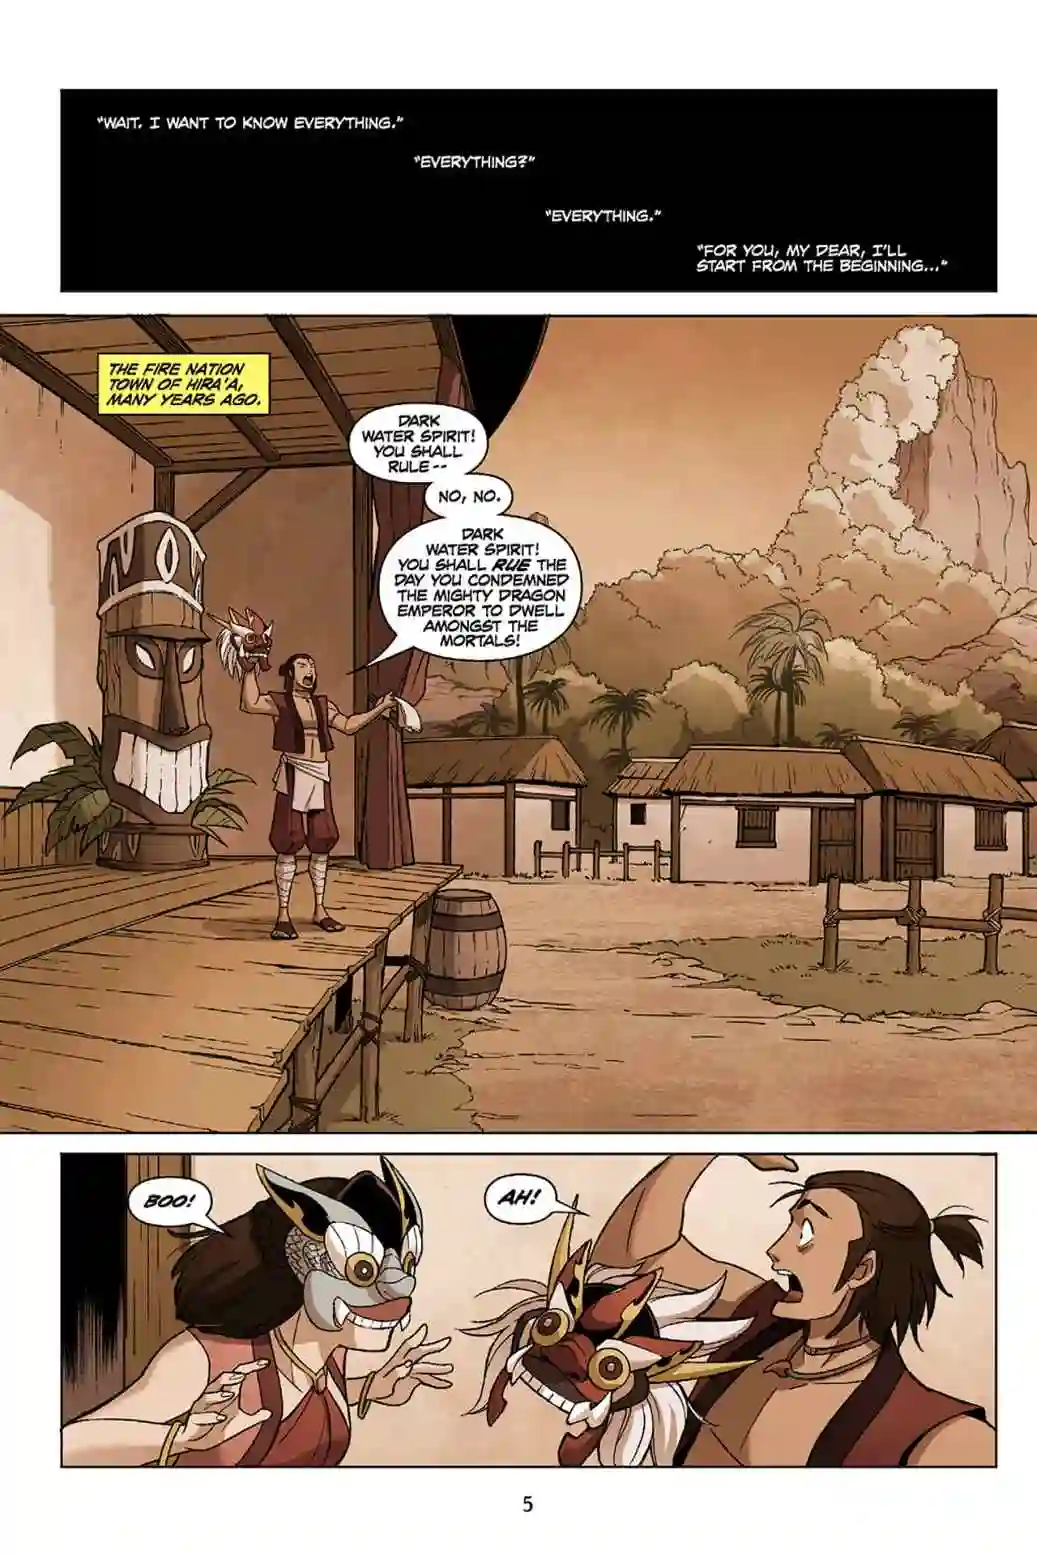 "WAIT. I WANT TO KNOW EVERYTHING."
"EVERYTHING?"
"EVERYTHING."
"FOR YOU, MY DEAR, I'LL
START FROM THE BEGINNING..."
THE FIRE NATION
TOWN OF HIRA'A,
MANY YEARS AGO.
DARK
WATER SPIRIT!
YOU SHALL
RULE--
NO, NO.
DARK
WATER SPIRIT!
YOU SHALL RUE THE
DAY YOU CONDEMNED
THE MIGHTY DRAGON
EMPEROR TO DWELL
AMONGST THE
MORTALS!
BOO!
AH!
5